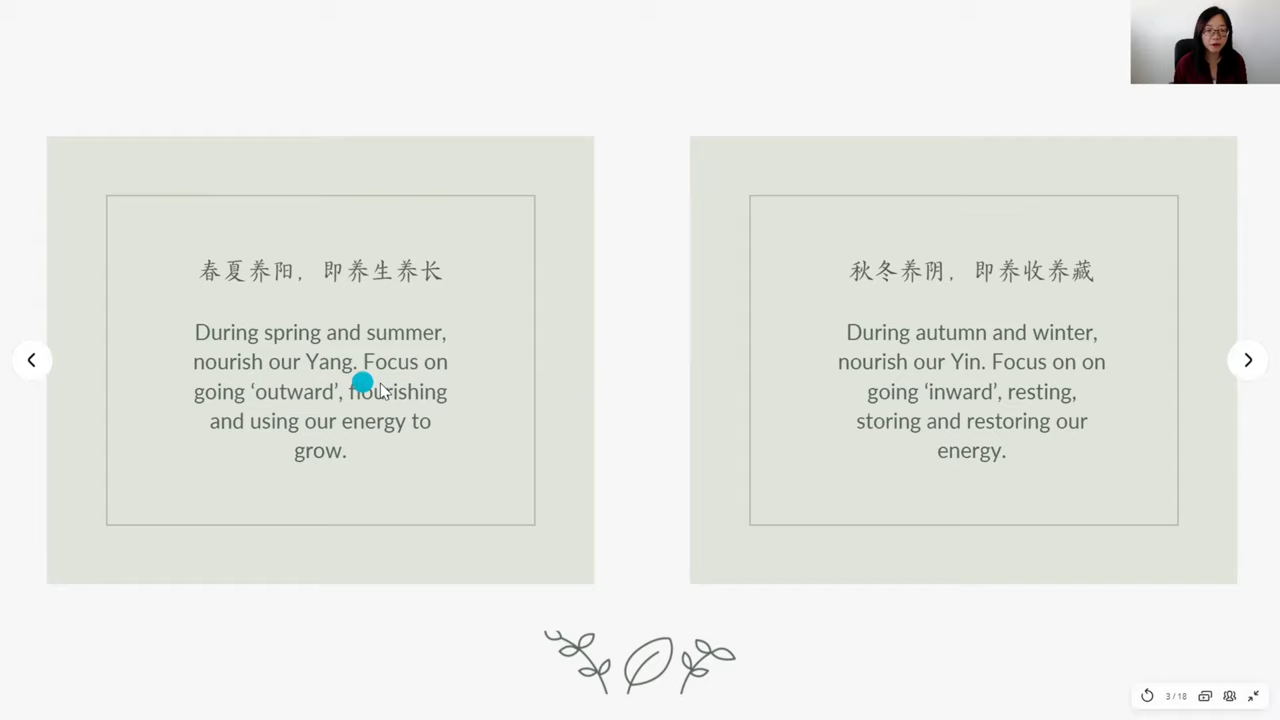 春夏养阳，即养生养长
During spring and summer,
nourish our Yang. Focus on
going ‘outward’, flourishing
and using our energy to
grow.
秋冬养阴，即养收养藏
During autumn and winter,
nourish our Yin. Focus on on
going ‘inward’, resting,
storing and restoring our
energy.
3 / 18